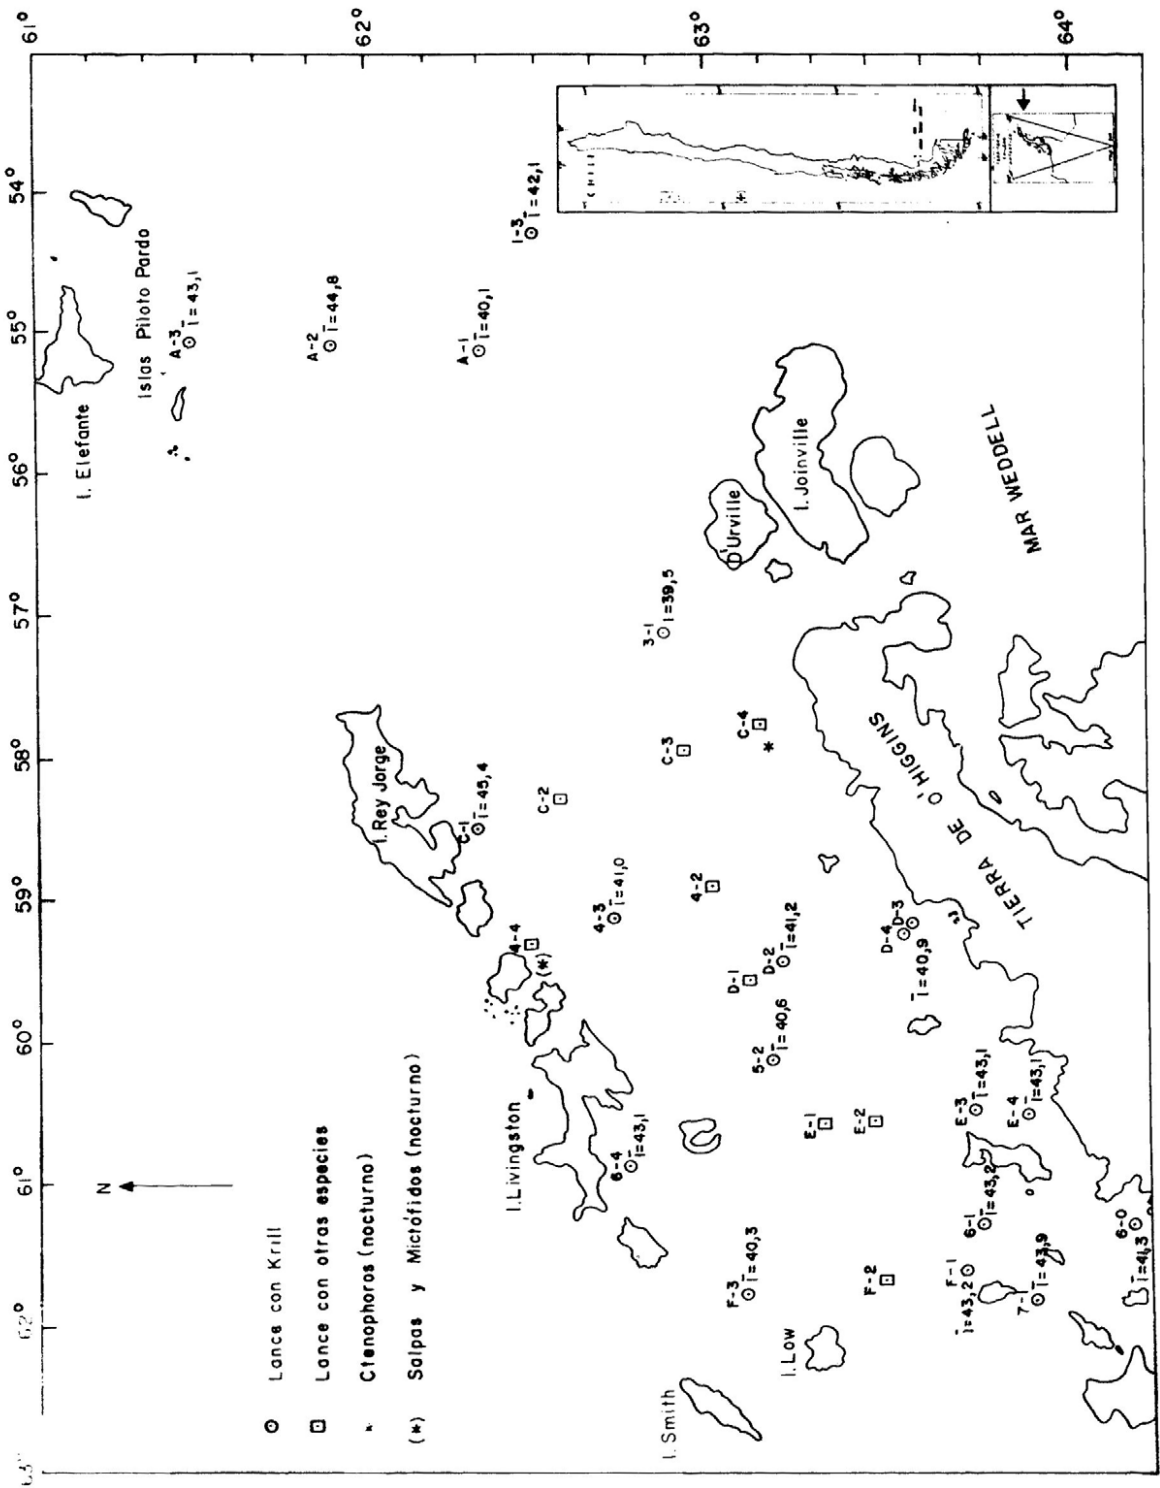 61°
62°
63°
64°
54°
55°
56°
57°
58°
59°
60°
61°
62°
I. Elefante
Islas Piloto Pardo
A-3
l̄=43,1
A-2
l̄=44,8
A-1
l̄=40,1
1-3
l̄=42,1
CHILE
I. Joinville
D'Urville
MAR WEDDELL
3-1
l̄=39,5
I. Rey Jorge
C-1
l̄=45,4
C-2
C-3
C-4
*
TIERRA DE O'HIGGINS
4-4
(*)
4-3
l̄=41,0
4-2
D-1
D-2
l̄=41,2
D-4
D-3
l̄=40,9
5-2
l̄=40,6
I. Livingston
6-4
l̄=43,1
E-1
E-2
E-3
l̄=43,1
E-4
l̄=43,1
6-1
l̄=43,2
6-0
l̄=41,3
F-3
l̄=40,3
F-2
F-1
l̄=43,2
7-1
l̄=43,9
I. Low
I. Smith
N
Lance con Krill
Lance con otras especies
* Ctenophoros (nocturno)
(*) Salpas y Mictófidos (nocturno)